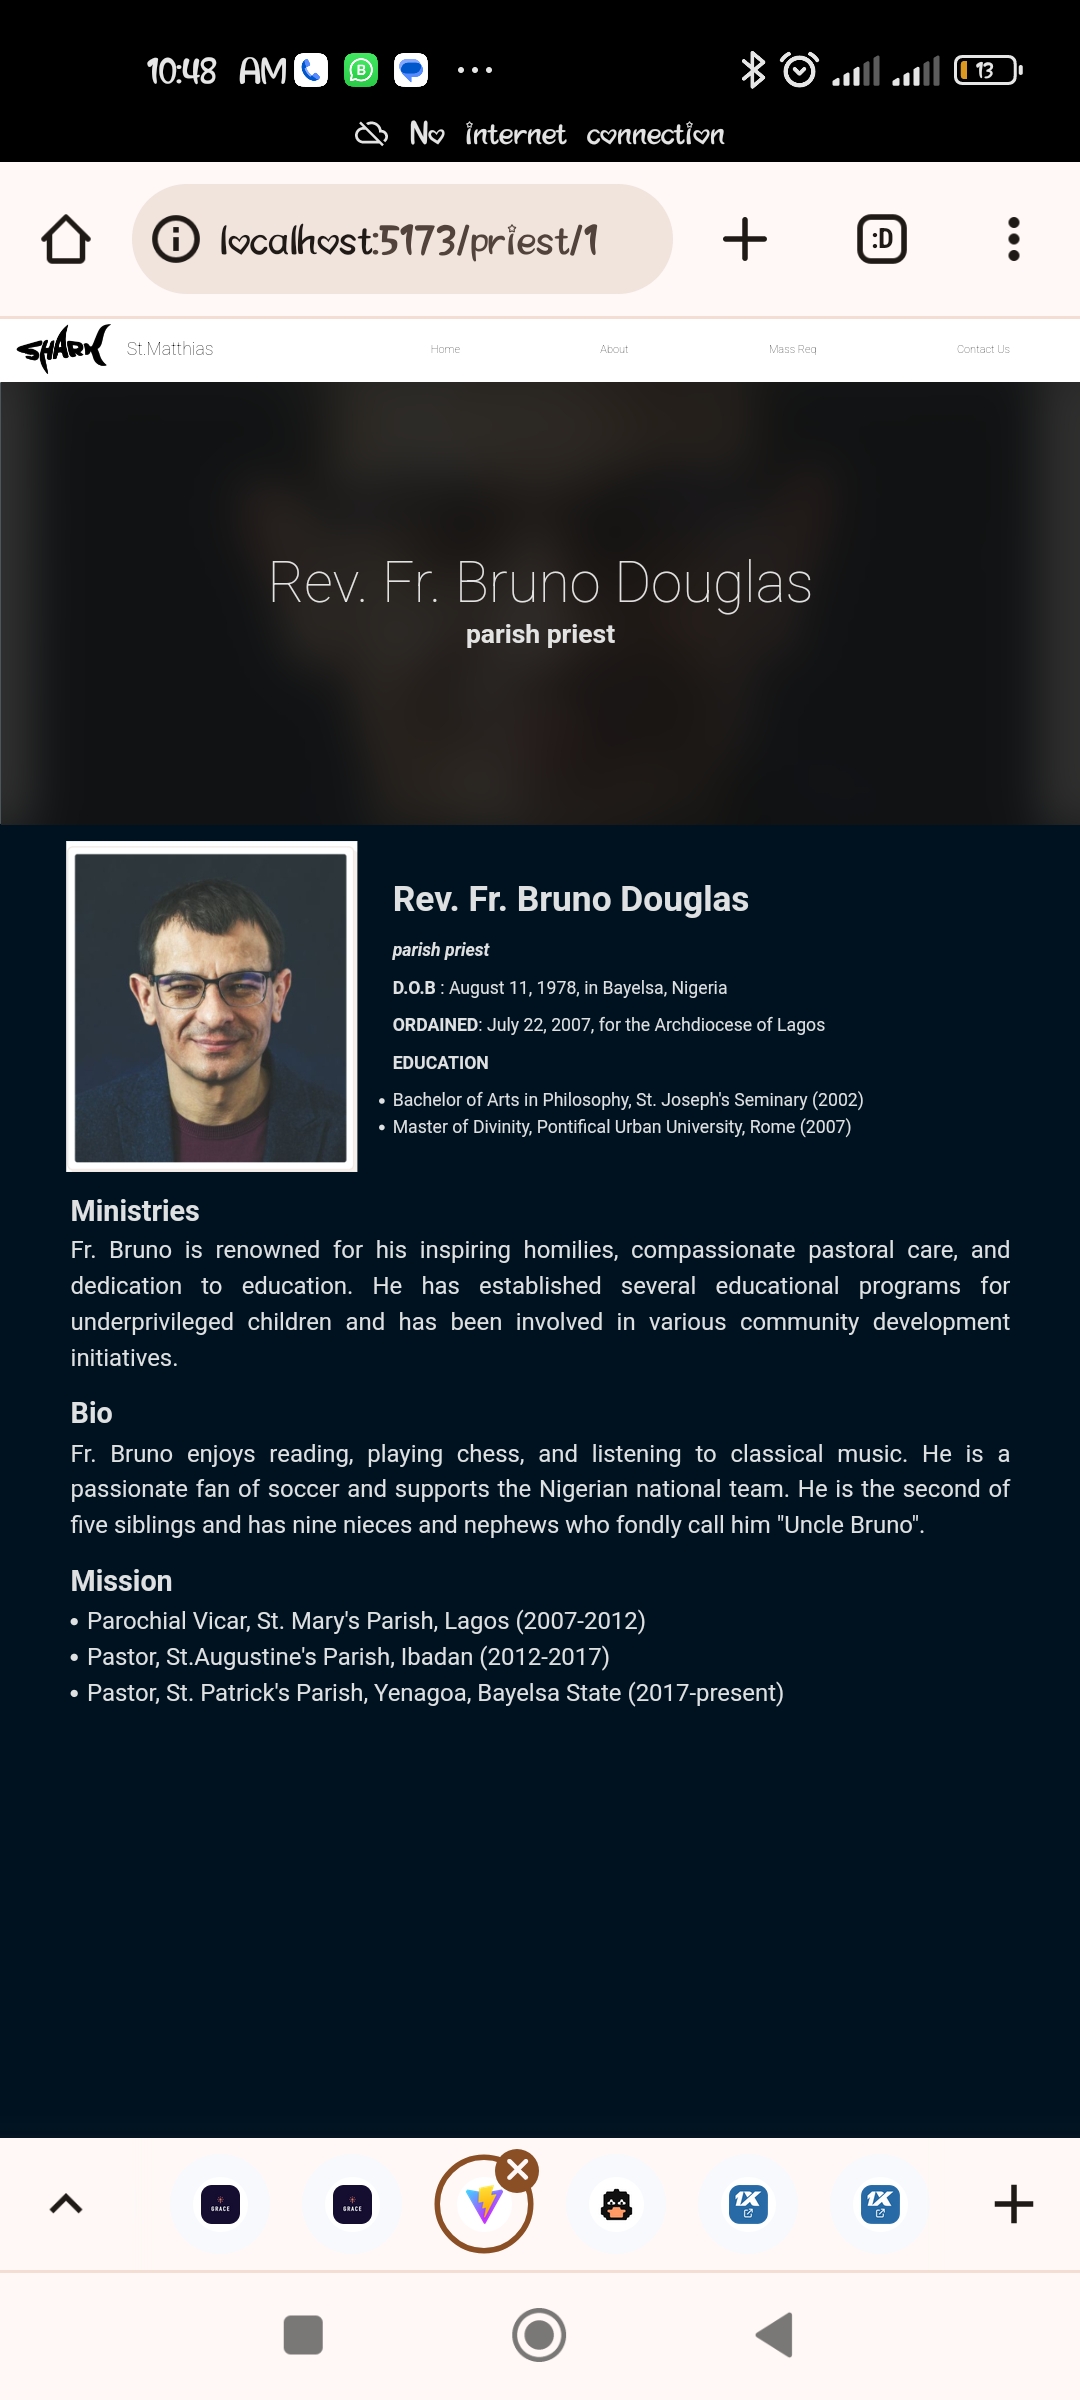 10:48 AM
13
No internet connection
localhost:5173/priest/1
:D
SHARK
St.Matthias
Home
About
Mass Req
Contact Us
Rev. Fr. Bruno Douglas
parish priest
Rev. Fr. Bruno Douglas
parish priest
D.O.B : August 11, 1978, in Bayelsa, Nigeria
ORDAINED: July 22, 2007, for the Archdiocese of Lagos
EDUCATION
• Bachelor of Arts in Philosophy, St. Joseph's Seminary (2002)
• Master of Divinity, Pontifical Urban University, Rome (2007)
Ministries
Fr. Bruno is renowned for his inspiring homilies, compassionate pastoral care, and
dedication to education. He has established several educational programs for
underprivileged children and has been involved in various community development
initiatives.
Bio
Fr. Bruno enjoys reading, playing chess, and listening to classical music. He is a
passionate fan of soccer and supports the Nigerian national team. He is the second of
five siblings and has nine nieces and nephews who fondly call him "Uncle Bruno".
Mission
• Parochial Vicar, St. Mary's Parish, Lagos (2007-2012)
• Pastor, St.Augustine's Parish, Ibadan (2012-2017)
• Pastor, St. Patrick's Parish, Yenagoa, Bayelsa State (2017-present)
GRACE
GRACE
1X
1X